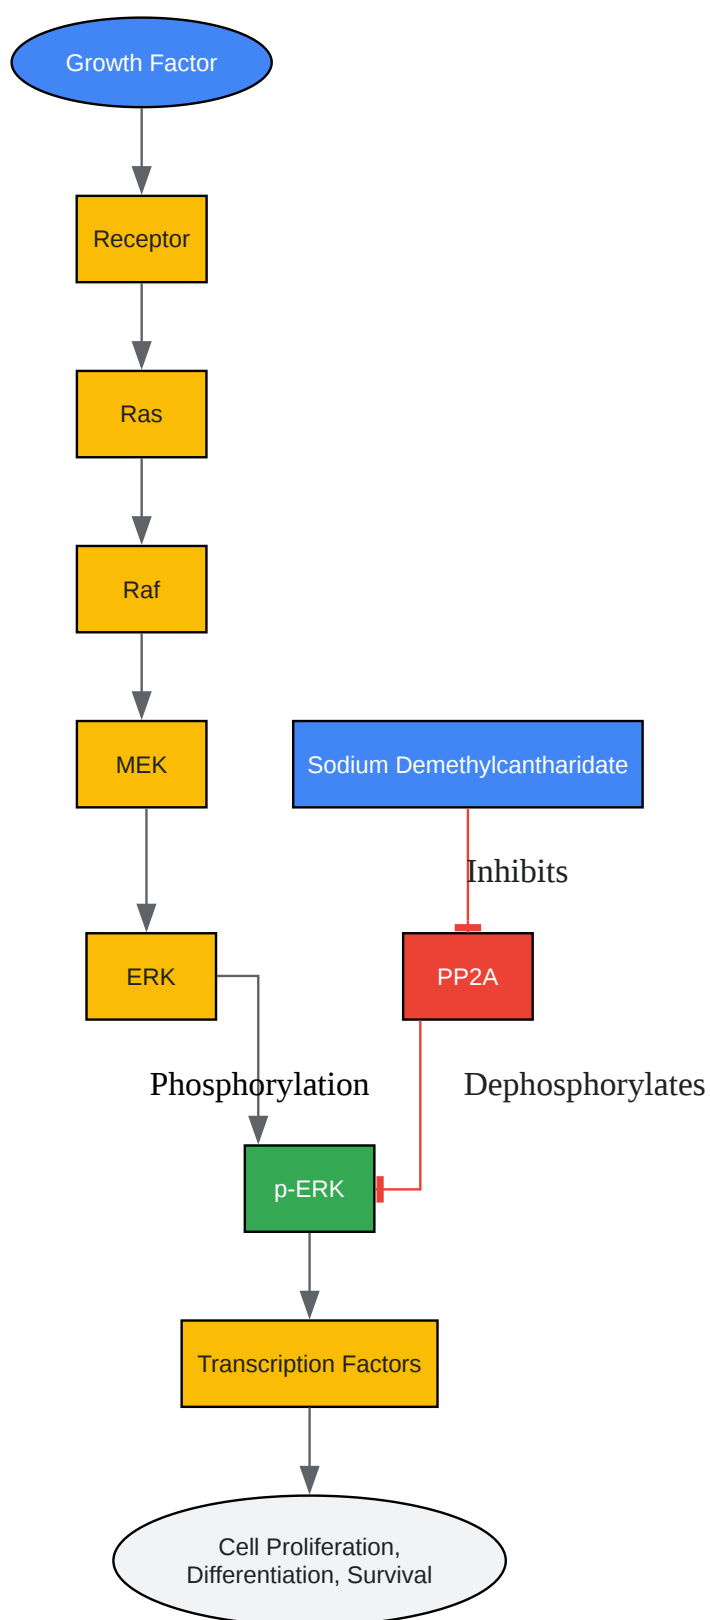 Growth Factor
Receptor
Ras
Raf
MEK
Sodium Demethylcantharidate
Inhibits
ERK
PP2A
Phosphorylation
Dephosphorylates
p-ERK
Transcription Factors
Cell Proliferation,
Differentiation, Survival